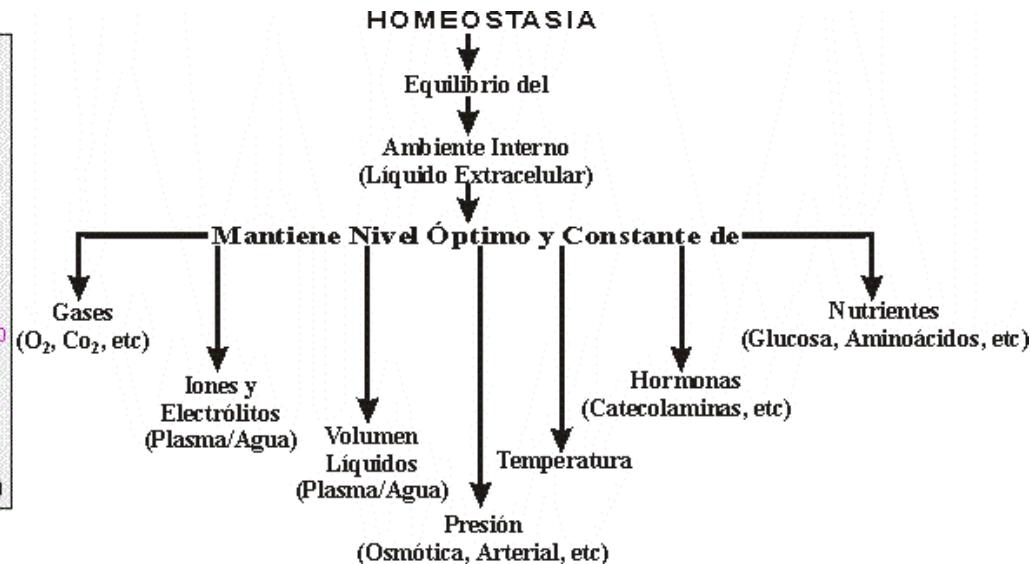 HOMEOSTASIA
Equilibrio del
Ambiente Interno
(Líquido Extracelular)
Mantiene Nivel Óptimo y Constante de
Gases
(O₂, Co₂, etc)
Iones y
Electrólitos
(Plasma/Agua)
Volumen
Líquidos
(Plasma/Agua)
Presión
(Osmótica, Arterial, etc)
Temperatura
Hormonas
(Catecolaminas, etc)
Nutrientes
(Glucosa, Aminoácidos, etc)